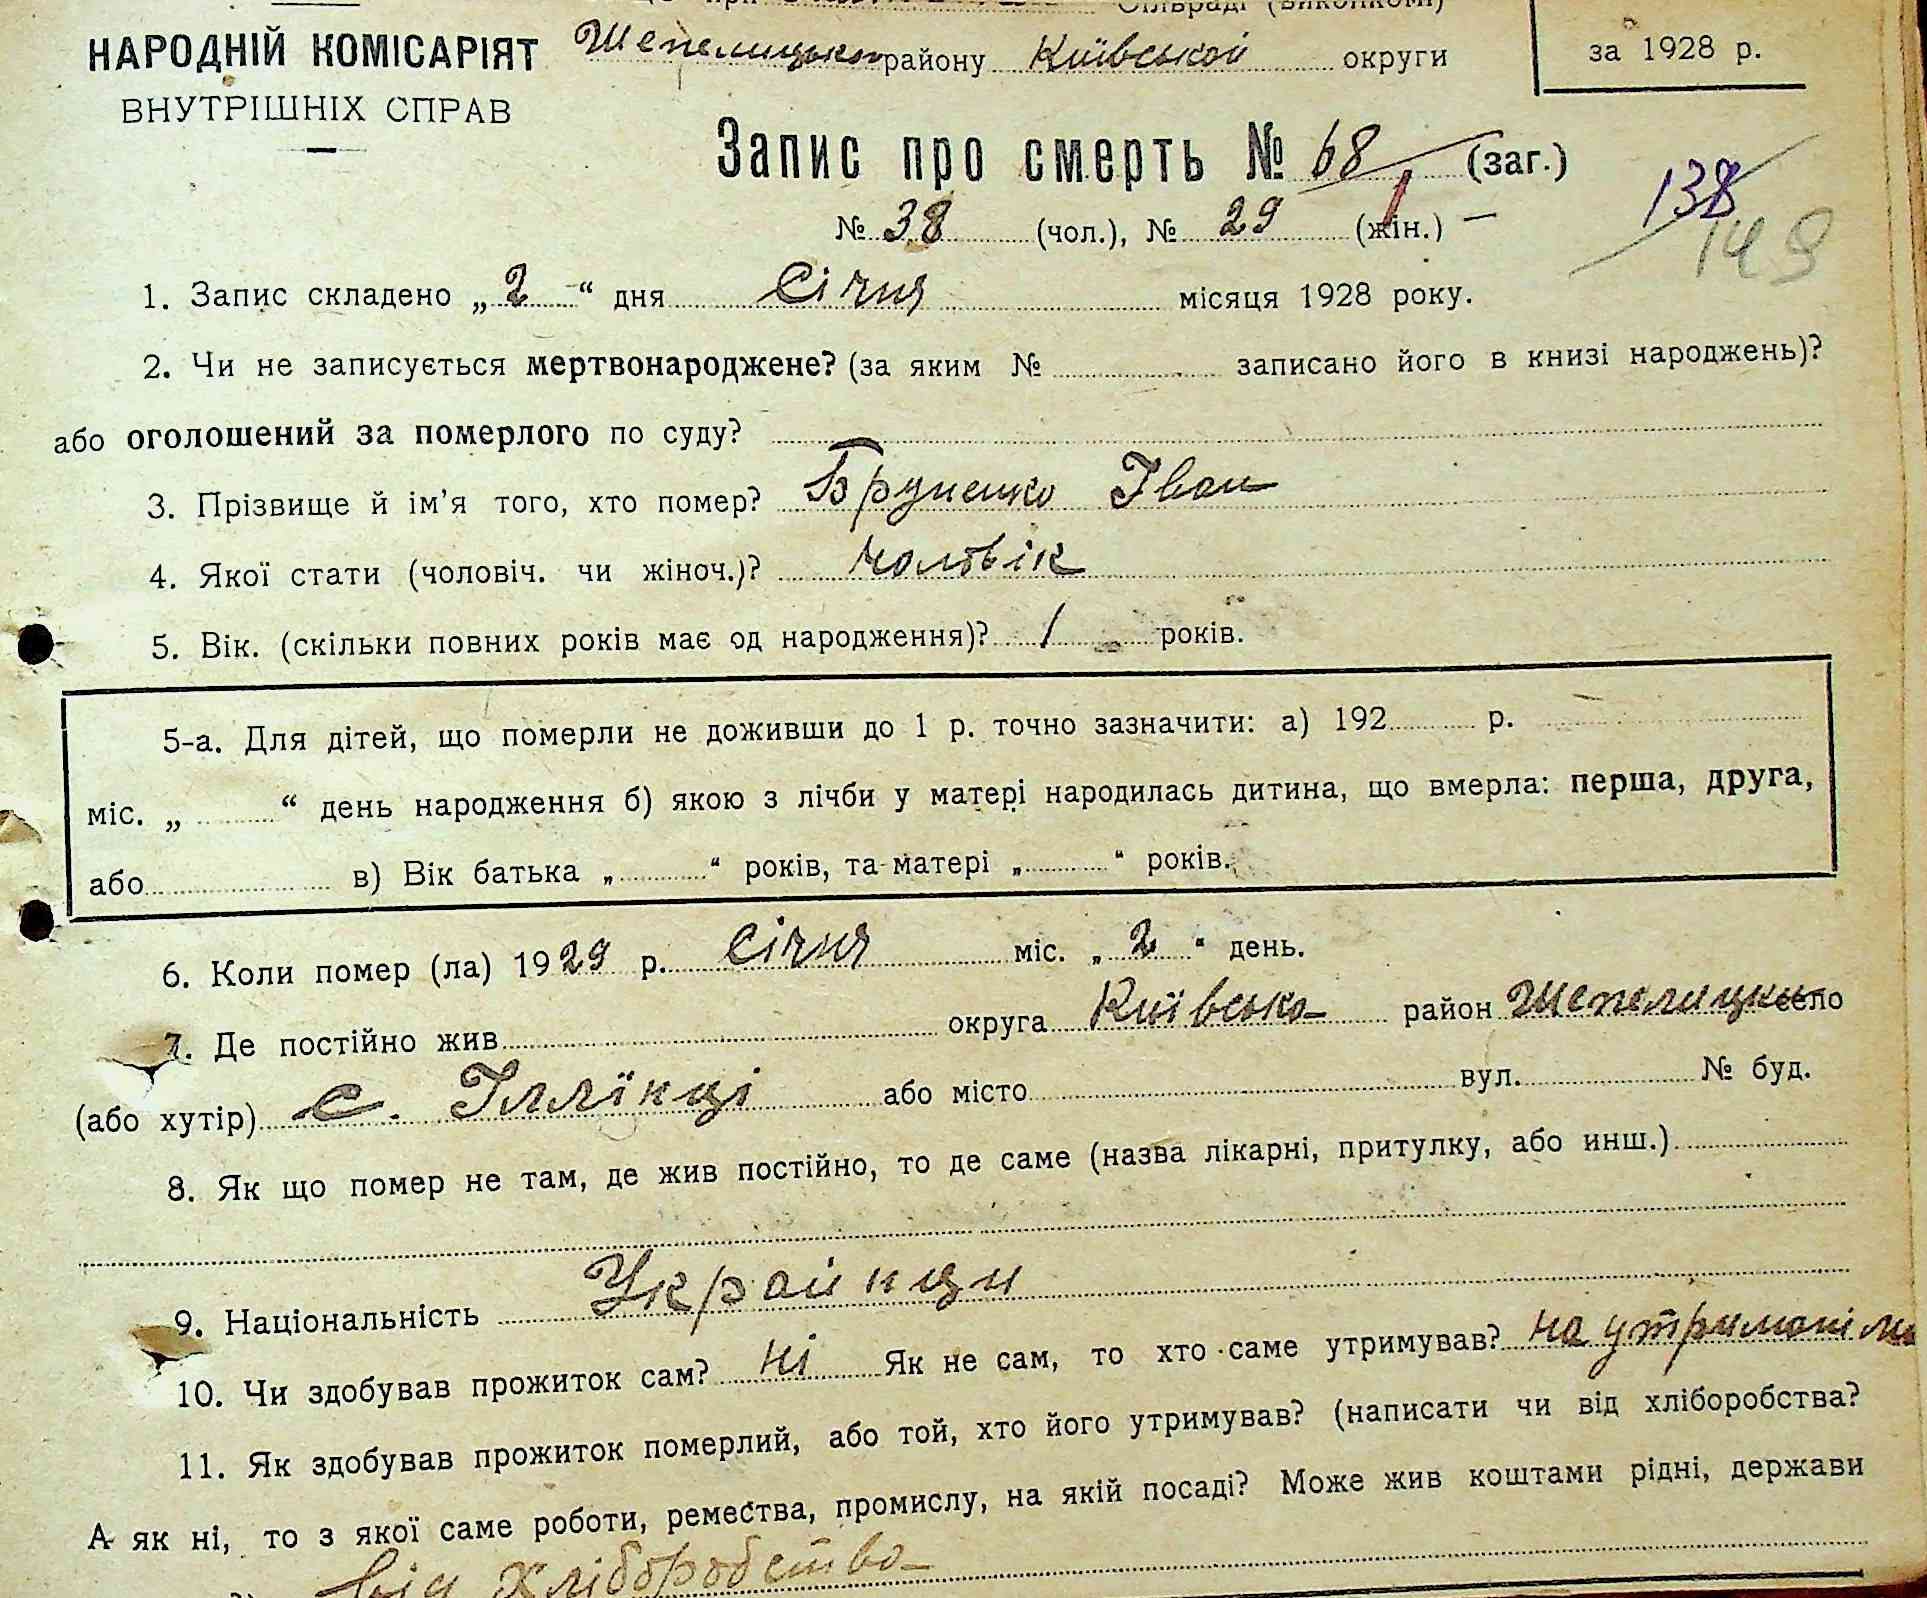 Сільраді (виконкомі)
НАРОДНІЙ КОМІСАРІЯТ
ВНУТРІШНІХ СПРАВ
Шепелицького району Київської округи
за 1928 р.
Запис про смерть № 68 (заг.)
№ 38 (чол.), № 29 (жін.) —
138
149
1. Запис складено „ 2 “ дня Січня місяця 1928 року.
2. Чи не записується мертвонароджене? (за яким № записано його в книзі народжень)?
або оголошений за померлого по суду?
3. Прізвище й ім’я того, хто помер? Бруненко Іван
4. Якої стати (чоловіч. чи жіноч.)? чоловік
5. Вік. (скільки повних років має од народження)? 1 років.
5-а. Для дітей, що померли не доживши до 1 р. точно зазначити: а) 192 р.
міс. „ “ день народження б) якою з лічби у матері народилась дитина, що вмерла: перша, друга,
або в) Вік батька „ “ років, та матері „ “ років.
6. Коли помер (ла) 1929 р. Січня міс. „ 2 “ день.
7. Де постійно жив округа Київська район Шепелицьки село
(або хутір) с. Іллїнці або місто вул. № буд.
8. Як що помер не там, де жив постійно, то де саме (назва лікарні, притулку, або инш.)
9. Національність Українци
10. Чи здобував прожиток сам? ні Як не сам, то хто саме утримував? на
11. Як здобував прожиток померлий, або той, хто його утримував? (написати чи від хліборобства?
А як ні, то з якої саме роботи, ремества, промислу, на якій посаді? Може жив коштами рідні, держави
від хліборобства